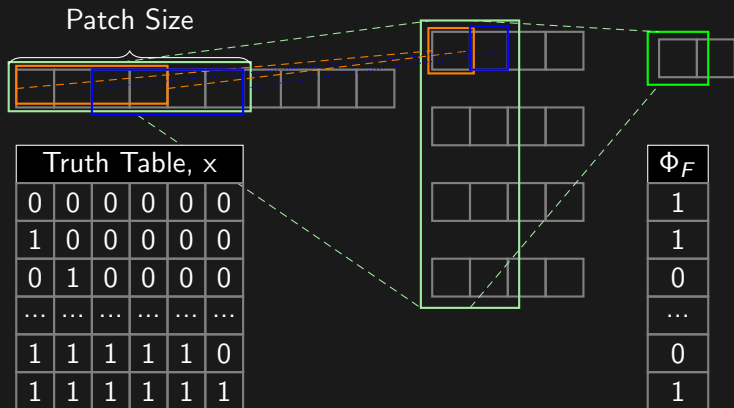 Patch Size
Truth Table, x
Φ_F
0 0 0 0 0 0
1
1 0 0 0 0 0
1
0 1 0 0 0 0
0
... ... ... ... ... ...
...
1 1 1 1 1 0
0
1 1 1 1 1 1
1